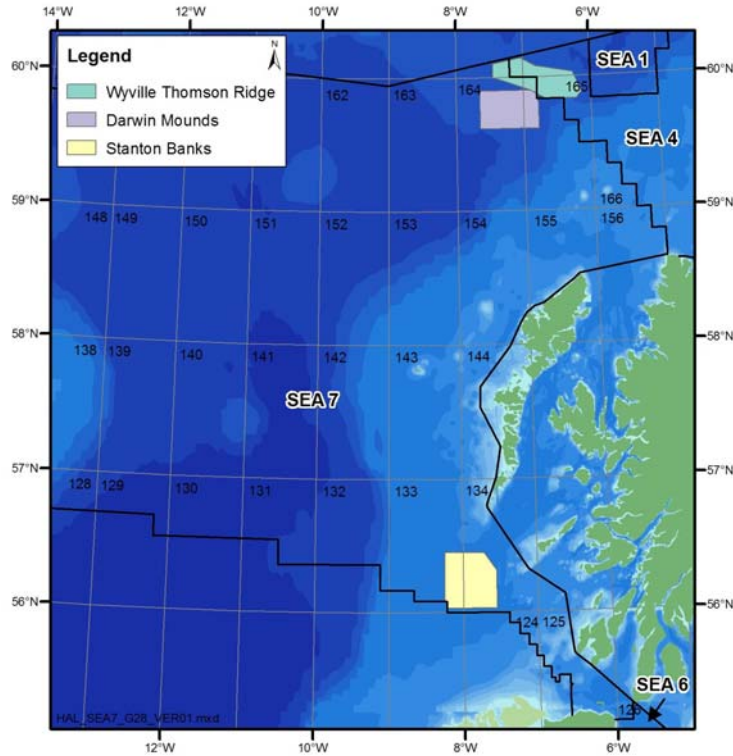 14°W 12°W 10°W 8°W 6°W
Legend
N
Wyville Thomson Ridge
Darwin Mounds
Stanton Banks
60°N 60°N
SEA 1
162 163 164 165
SEA 4
59°N 59°N
166
148 149 150 151 152 153 154 155 156
58°N 58°N
138 139 140 141 142 143 144
SEA 7
57°N 57°N
128 129 130 131 132 133 134
56°N 56°N
124 125
SEA 6
126
HAL_SEA7_G28_VER01.mxd
12°W 10°W 8°W 6°W